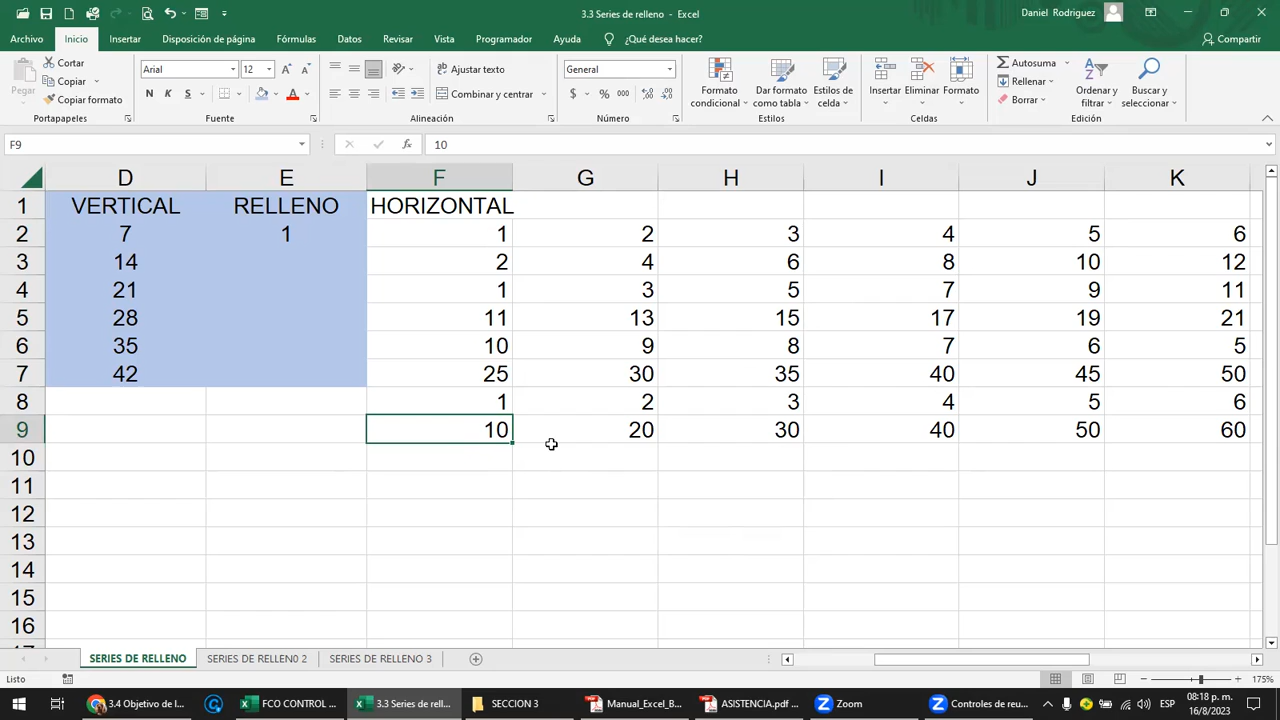 3.3 Series de relleno - Excel
Daniel Rodriguez
Archivo Inicio Insertar Disposición de página Fórmulas Datos Revisar Vista Programador Ayuda ¿Qué desea hacer? Compartir
Pegar
Cortar
Copiar
Copiar formato
Portapapeles
Arial 12
N K S
Fuente
Ajustar texto
Combinar y centrar
Alineación
General
$ % 000
Número
Formato condicional
Dar formato como tabla
Estilos de celda
Estilos
Insertar Eliminar Formato
Celdas
Autosuma
Rellenar
Borrar
Ordenar y filtrar
Buscar y seleccionar
Edición
F9 fx 10
D E F G H I J K
1 VERTICAL RELLENO HORIZONTAL
2 7 1 1 2 3 4 5 6
3 14 2 4 6 8 10 12
4 21 1 3 5 7 9 11
5 28 11 13 15 17 19 21
6 35 10 9 8 7 6 5
7 42 25 30 35 40 45 50
8 1 2 3 4 5 6
9 10 20 30 40 50 60
10
11
12
13
14
15
16
SERIES DE RELLENO SERIES DE RELLEN0 2 SERIES DE RELLENO 3
Listo 175%
3.4 Objetivo de l... FCO CONTROL ... 3.3 Series de rell... SECCION 3 Manual_Excel_B... ASISTENCIA.pdf ... Zoom Controles de reu... ESP 08:18 p. m.
16/8/2023